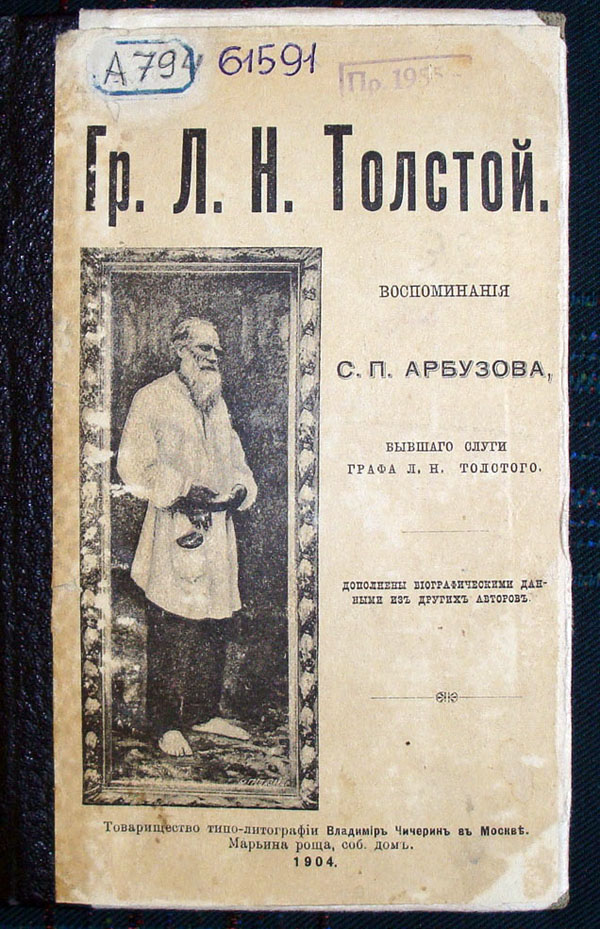 А794 61591
Пр. 1955
Гр. Л. Н. Толстой.
ВОСПОМИНАНІЯ
С. П. АРБУЗОВА,
БЫВШАГО СЛУГИ
ГРАФА Л. Н. ТОЛСТОГО.
ДОПОЛНЕНЫ БІОГРАФИЧЕСКИМИ ДАН-
НЫМИ ИЗЪ ДРУГИХЪ АВТОРОВЪ.
Товарищество типо-литографіи Владиміръ Чичеринъ въ Москвѣ.
Марьина роща, соб. домъ.
1904.